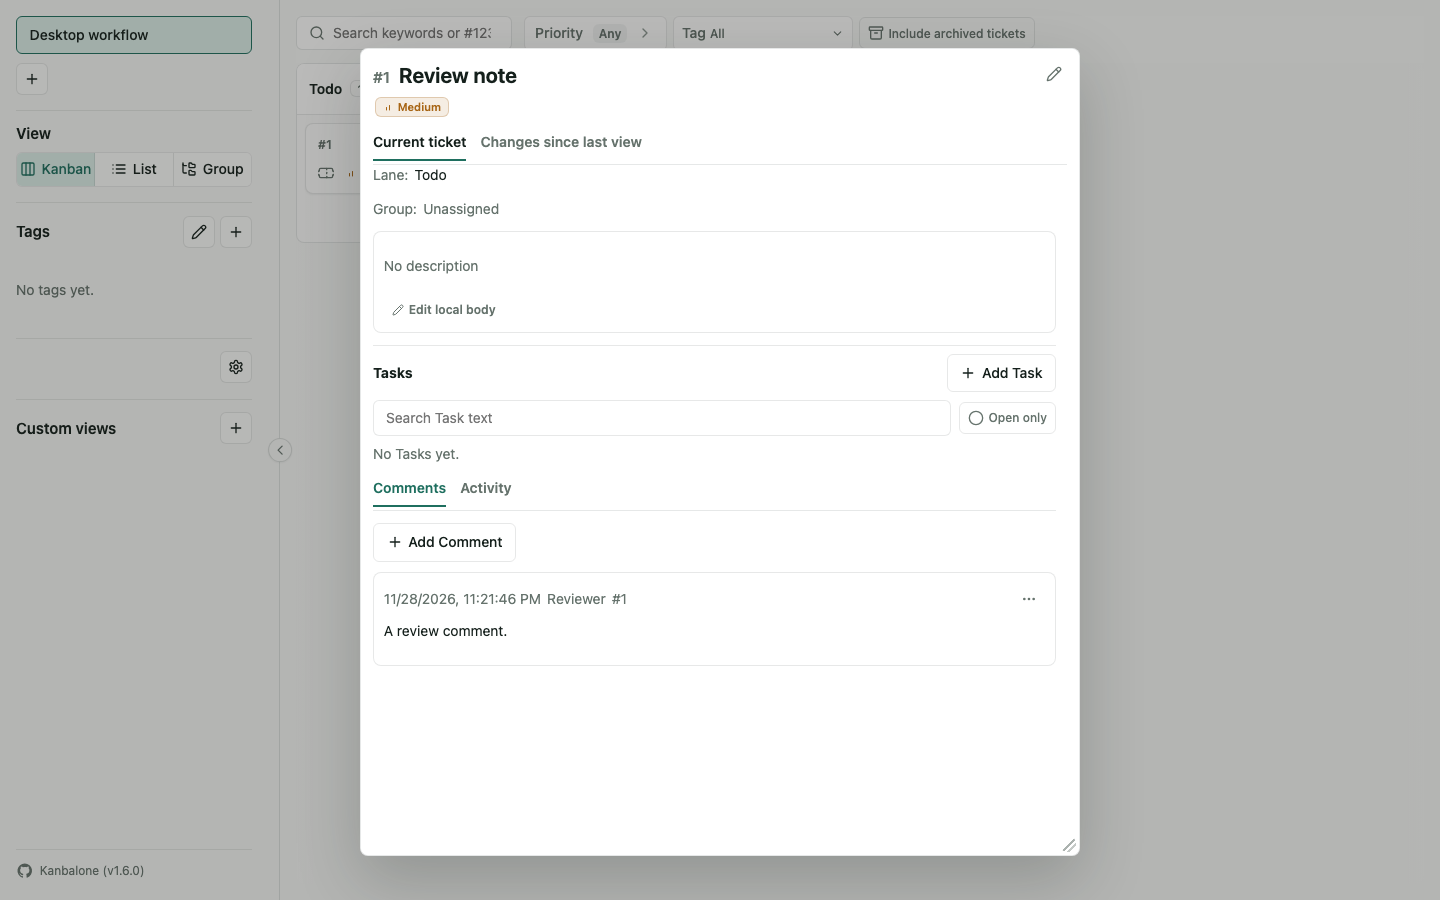 Desktop workflow
Search keywords or #123
Priority Any
Tag All
Include archived tickets
View
Kanban
List
Group
Tags
No tags yet.
Custom views
Kanbalone (v1.6.0)
Todo
#1
#1 Review note
Medium
Current ticket
Changes since last view
Lane: Todo
Group: Unassigned
No description
Edit local body
Tasks
Add Task
Search Task text
Open only
No Tasks yet.
Comments
Activity
Add Comment
11/28/2026, 11:21:46 PM Reviewer #1
A review comment.